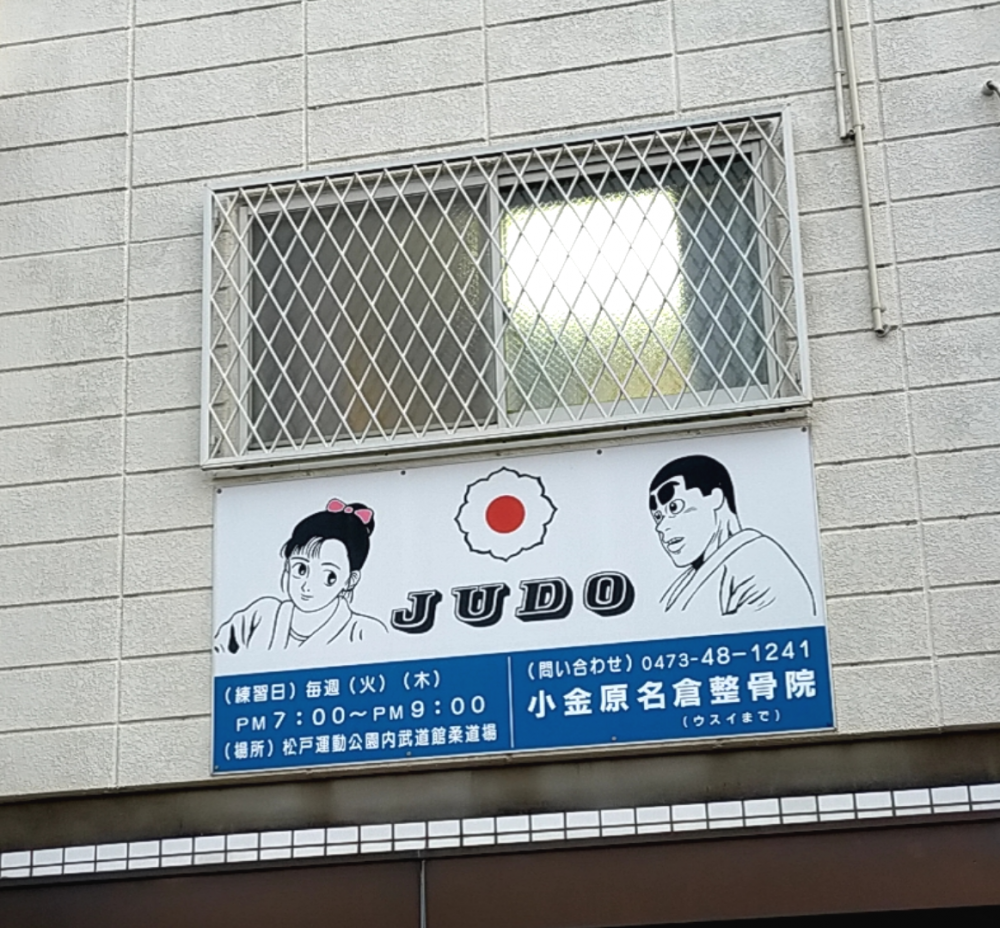 JUDO
（練習日）毎週（火）（木）
PM7：00〜PM9：00
（場所）松戸運動公園内武道館柔道場
（問い合わせ）0473-48-1241
小金原名倉整骨院
（ウスイまで）